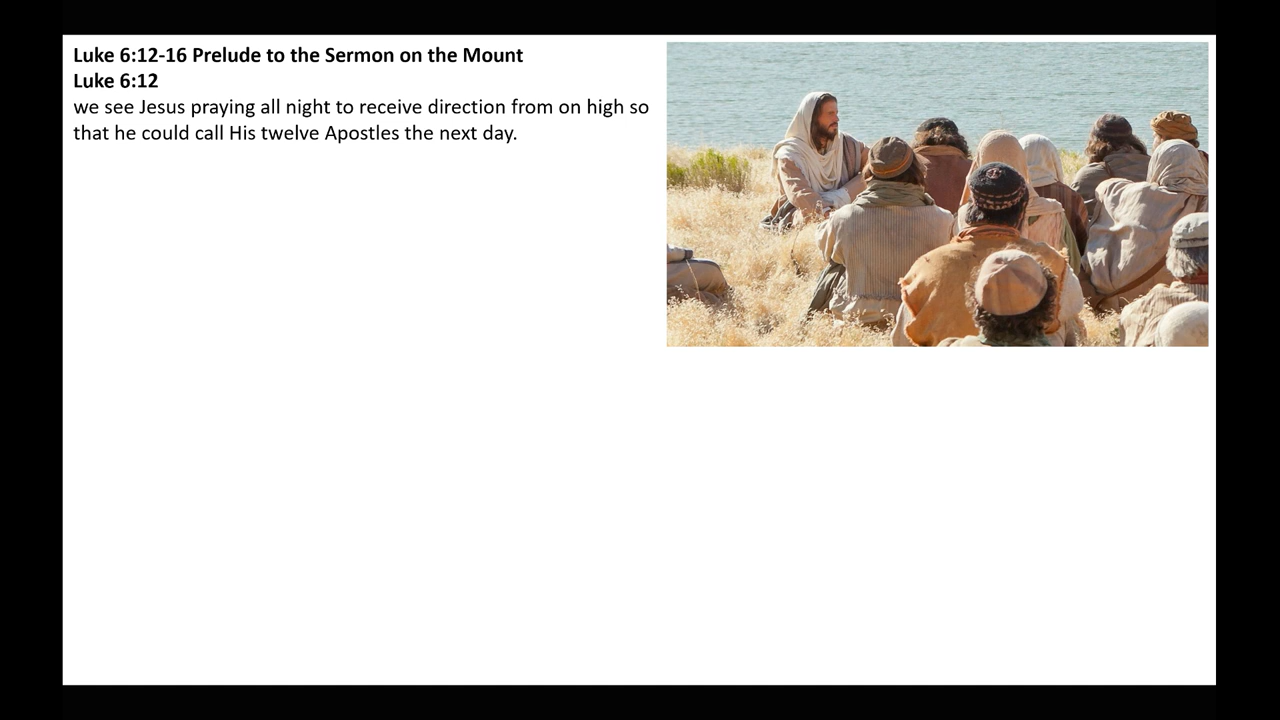 Luke 6:12-16 Prelude to the Sermon on the Mount
Luke 6:12
we see Jesus praying all night to receive direction from on high so
that he could call His twelve Apostles the next day.